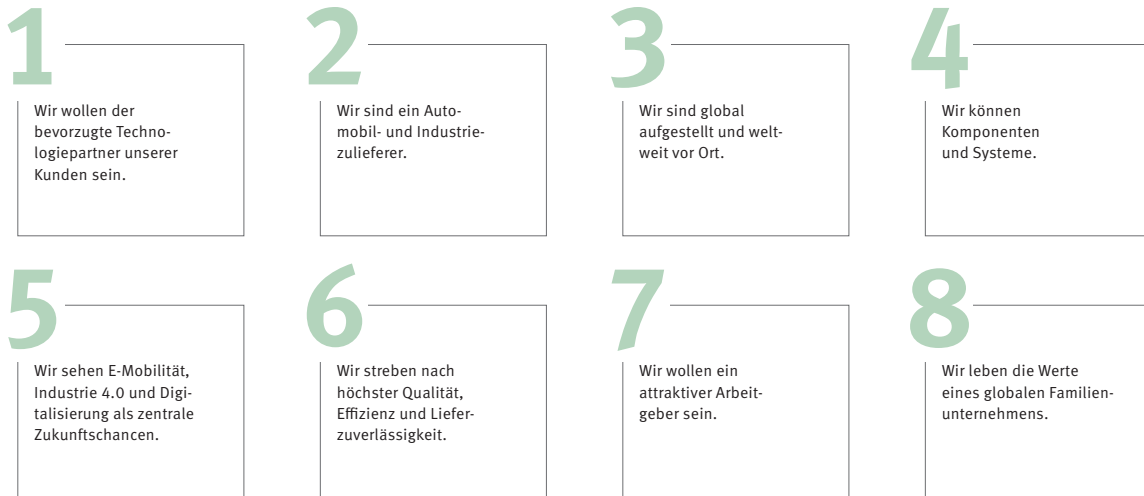 1
Wir wollen der
bevorzugte Techno-
logiepartner unserer
Kunden sein.
2
Wir sind ein Auto-
mobil- und Industrie-
zulieferer.
3
Wir sind global
aufgestellt und welt-
weit vor Ort.
4
Wir können
Komponenten
und Systeme.
5
Wir sehen E-Mobilität,
Industrie 4.0 und Digi-
talisierung als zentrale
Zukunftschancen.
6
Wir streben nach
höchster Qualität,
Effizienz und Liefer-
zuverlässigkeit.
7
Wir wollen ein
attraktiver Arbeit-
geber sein.
8
Wir leben die Werte
eines globalen Familien-
unternehmens.